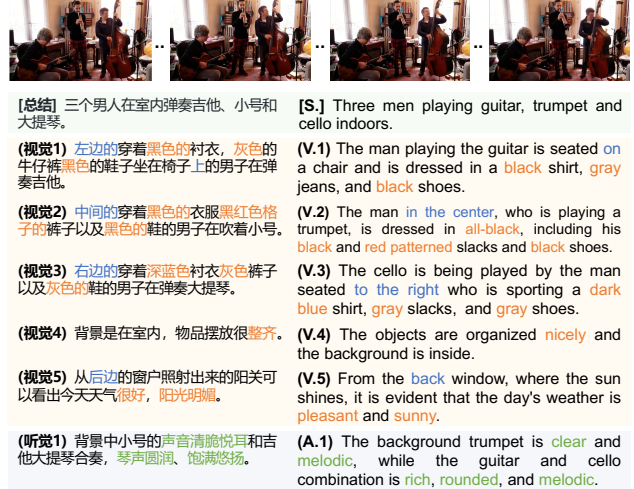 [总结] 三个男人在室内弹奏吉他、小号和
大提琴。
[S.] Three men playing guitar, trumpet and
cello indoors.
(视觉1) 左边的穿着黑色的衬衣，灰色的
牛仔裤黑色的鞋子坐在椅子上的男子在弹
奏吉他。
(V.1) The man playing the guitar is seated on
a chair and is dressed in a black shirt, gray
jeans, and black shoes.
(视觉2) 中间的穿着黑色的衣服黑红色格
子的裤子以及黑色的鞋的男子在吹着小号。
(V.2) The man in the center, who is playing a
trumpet, is dressed in all-black, including his
black and red patterned slacks and black shoes.
(视觉3) 右边的穿着深蓝色衬衣灰色裤子
以及灰色的鞋的男子在弹奏大提琴。
(V.3) The cello is being played by the man
seated to the right who is sporting a dark
blue shirt, gray slacks, and gray shoes.
(视觉4) 背景是在室内，物品摆放很整齐。
(V.4) The objects are organized nicely and
the background is inside.
(视觉5) 从后边的窗户照射出来的阳关可
以看出今天天气很好，阳光明媚。
(V.5) From the back window, where the sun
shines, it is evident that the day's weather is
pleasant and sunny.
(听觉1) 背景中小号的声音清脆悦耳和吉
他大提琴合奏，琴声圆润、饱满悠扬。
(A.1) The background trumpet is clear and
melodic, while the guitar and cello
combination is rich, rounded, and melodic.